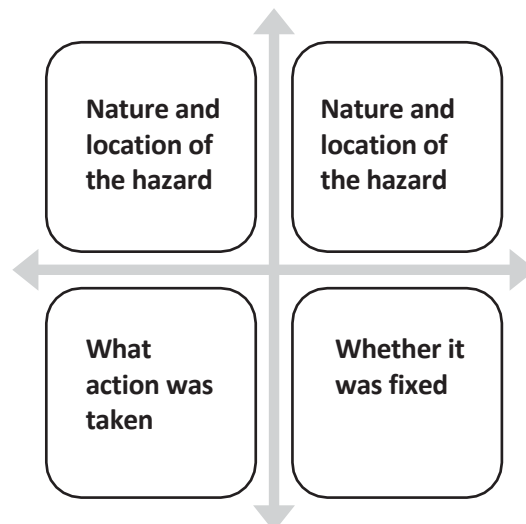 Nature and
location of
the hazard
Nature and
location of
the hazard
What
action was
taken
Whether it
was fixed